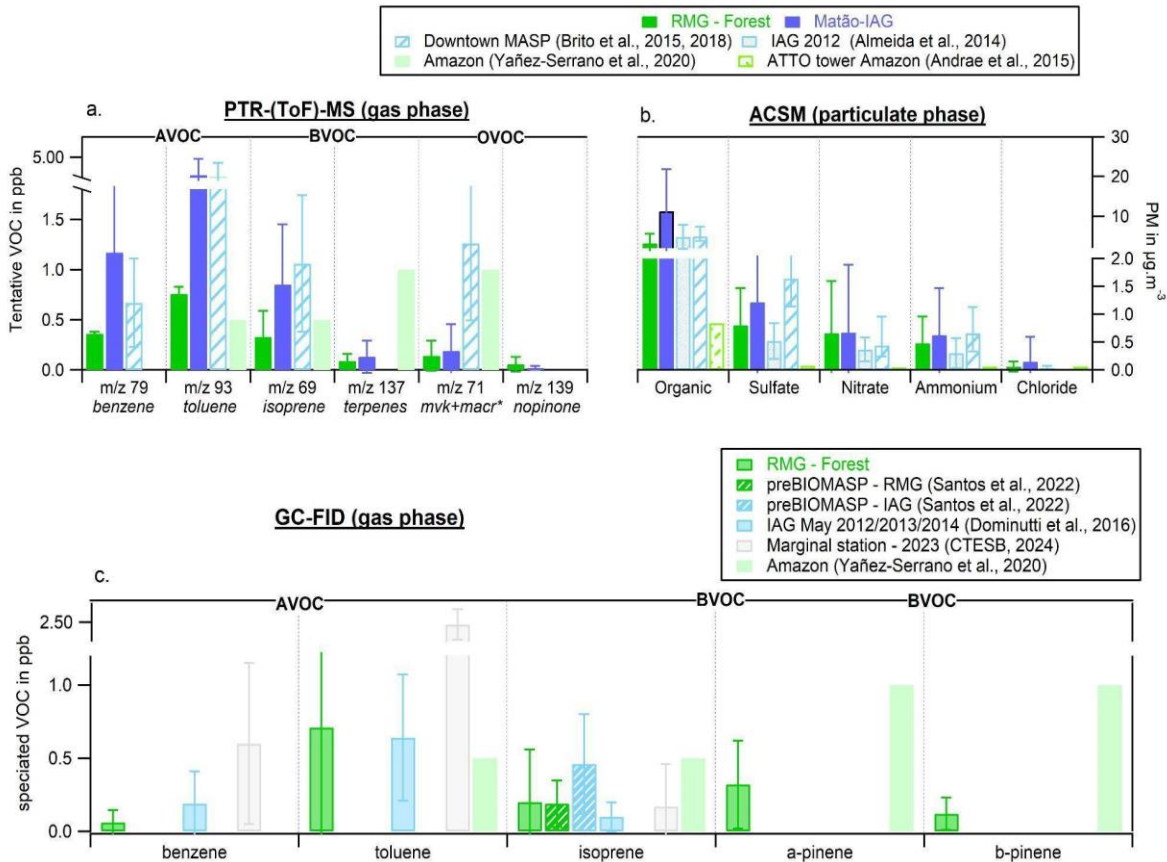 RMG - Forest Matão-IAG
Downtown MASP (Brito et al., 2015, 2018) IAG 2012 (Almeida et al., 2014)
Amazon (Yañez-Serrano et al., 2020) ATTO tower Amazon (Andrae et al., 2015)
a. PTR-(ToF)-MS (gas phase)
AVOC BVOC OVOC
Tentative VOC in ppb
5.00
1.5
1.0
0.5
0.0
m/z 79 m/z 93 m/z 69 m/z 137 m/z 71 m/z 139
benzene toluene isoprene terpenes mvk+macr* nopinone
b. ACSM (particulate phase)
30
20
10
2.0
1.5
1.0
0.5
0.0
PM in µg.m-3
Organic Sulfate Nitrate Ammonium Chloride
RMG - Forest
preBIOMASP - RMG (Santos et al., 2022)
preBIOMASP - IAG (Santos et al., 2022)
IAG May 2012/2013/2014 (Dominutti et al., 2016)
Marginal station - 2023 (CTESB, 2024)
Amazon (Yañez-Serrano et al., 2020)
GC-FID (gas phase)
c.
AVOC BVOC BVOC
speciated VOC in ppb
2.50
1.0
0.5
0.0
benzene toluene isoprene a-pinene b-pinene